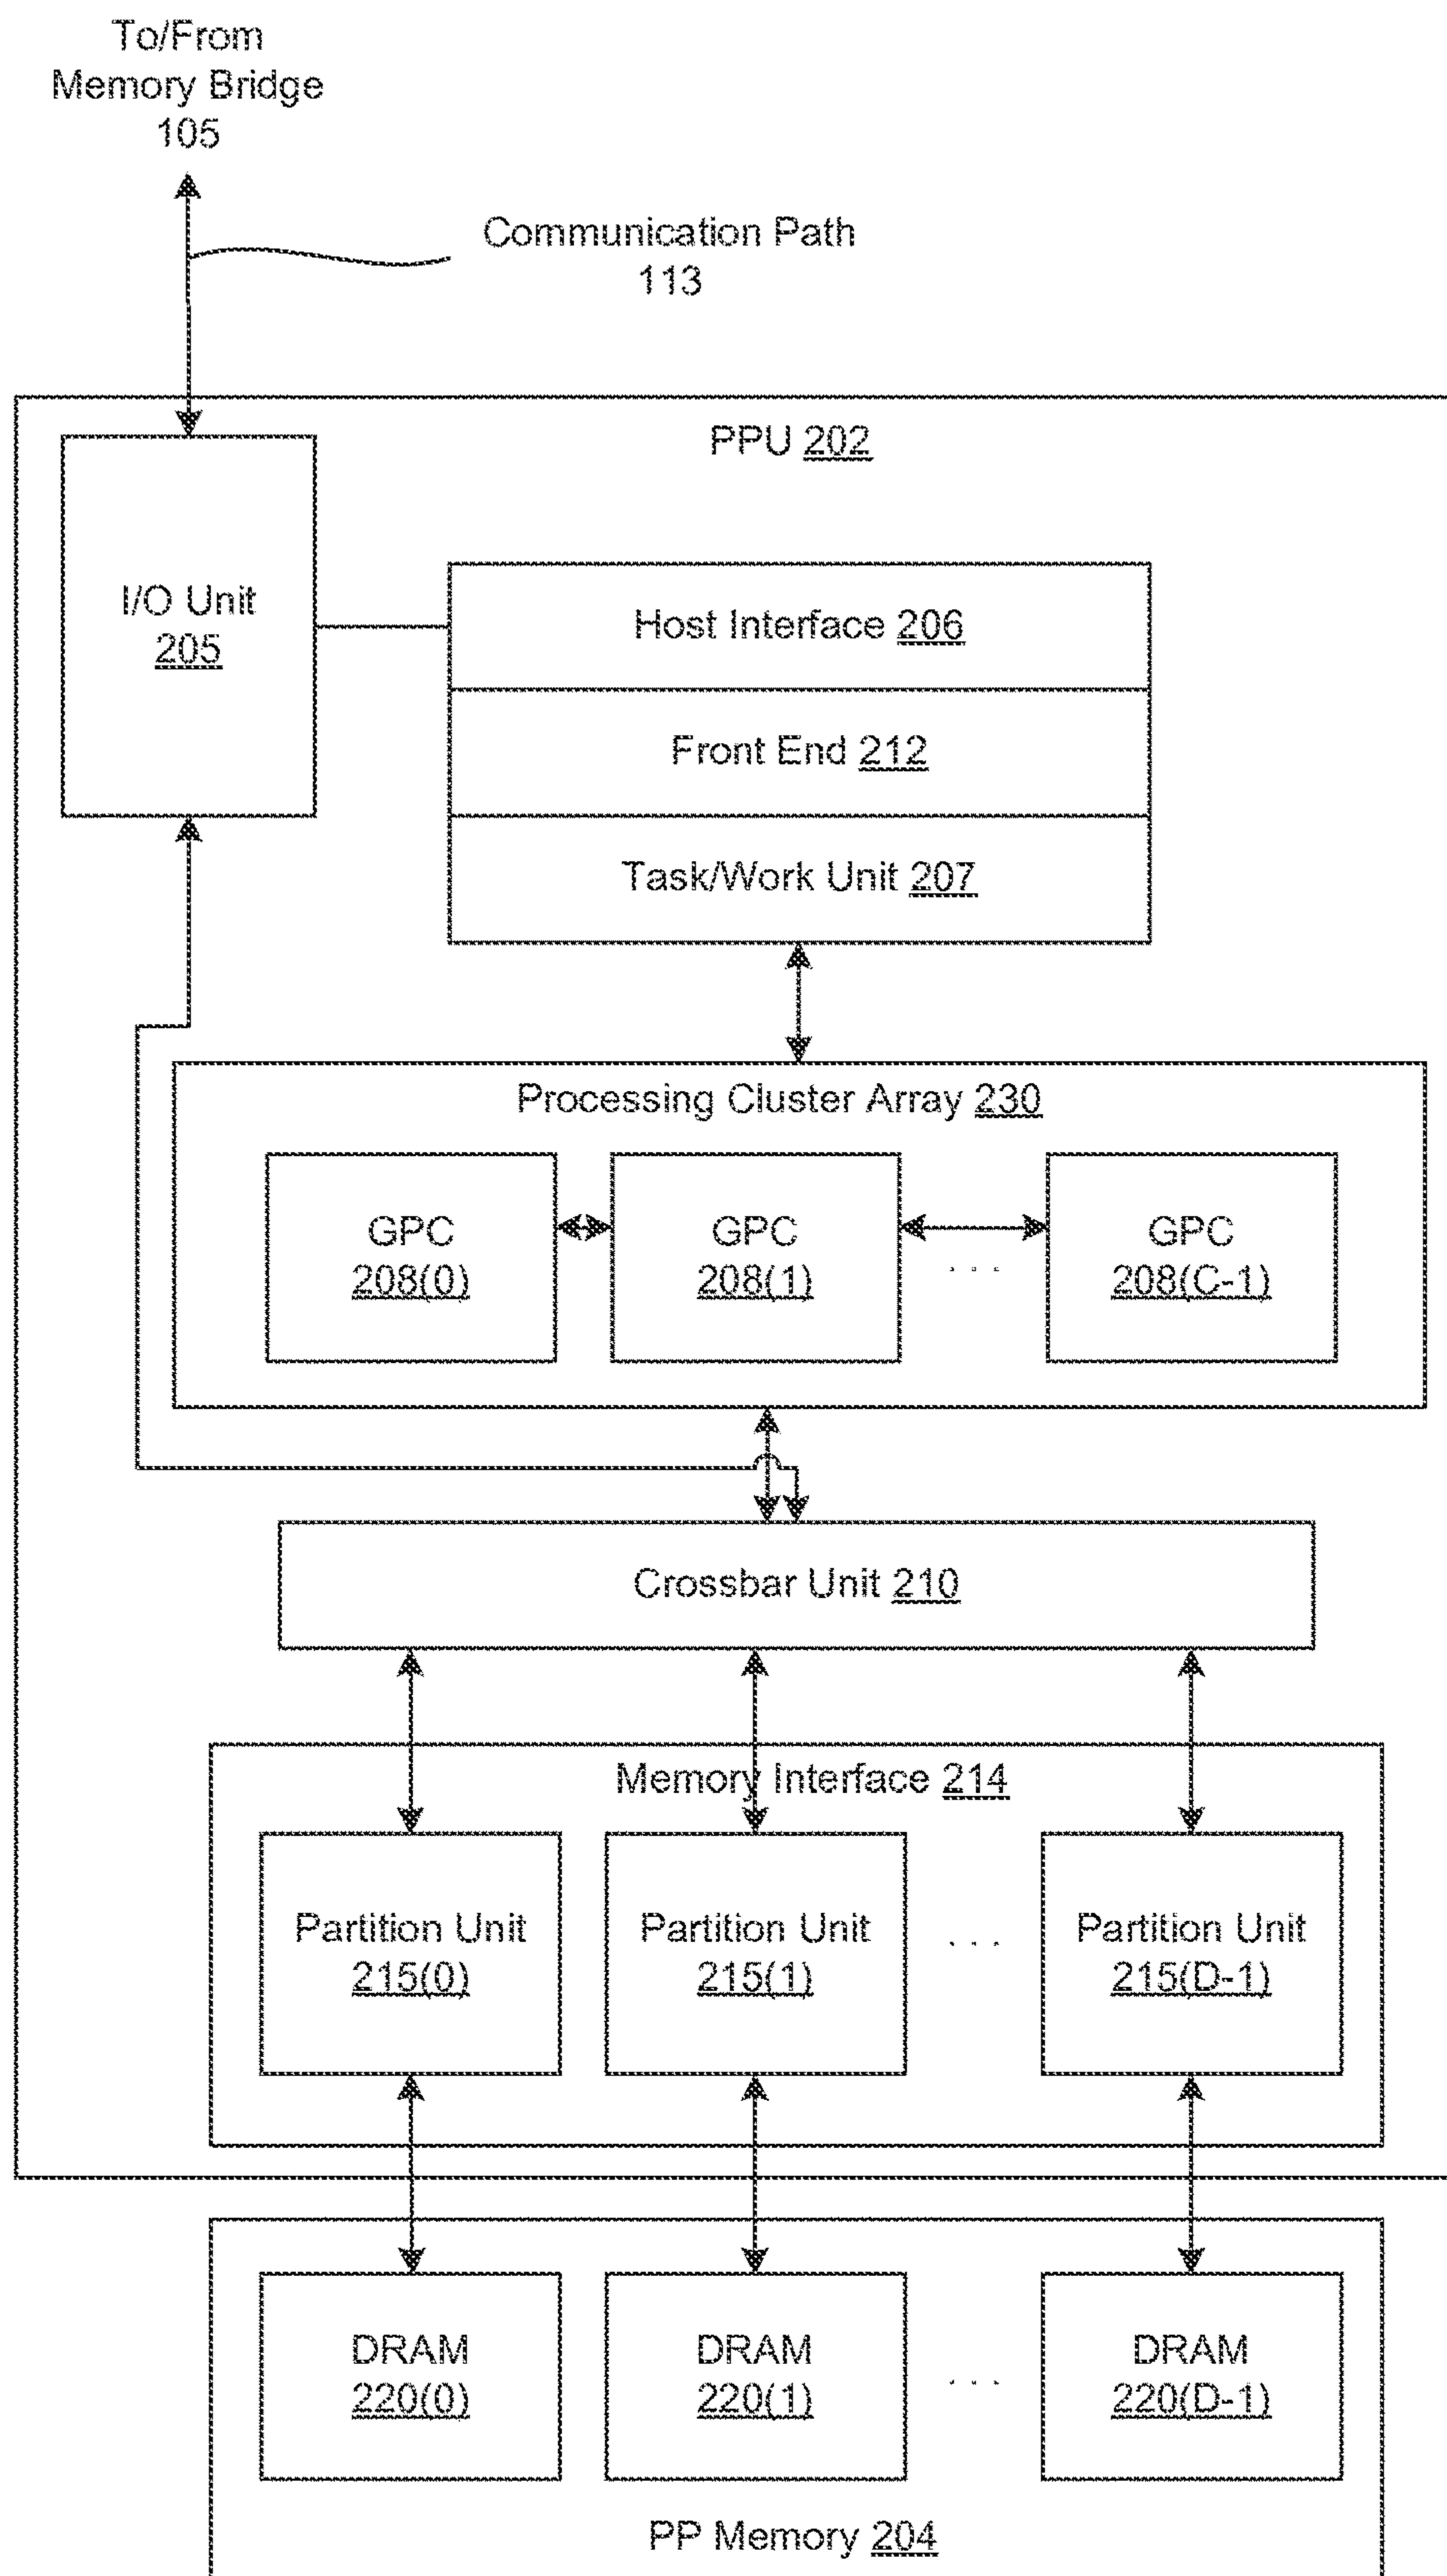 To/From
Memory Bridge
105
Communication Path
113
PPU 202
I/O Unit
205
Host Interface 206
Front End 212
Task/Work Unit 207
Processing Cluster Array 230
GPC
208(0)
GPC
208(1)
. . .
GPC
208(C-1)
Crossbar Unit 210
Memory Interface 214
Partition Unit
215(0)
Partition Unit
215(1)
. . .
Partition Unit
215(D-1)
DRAM
220(0)
DRAM
220(1)
. . .
DRAM
220(D-1)
PP Memory 204